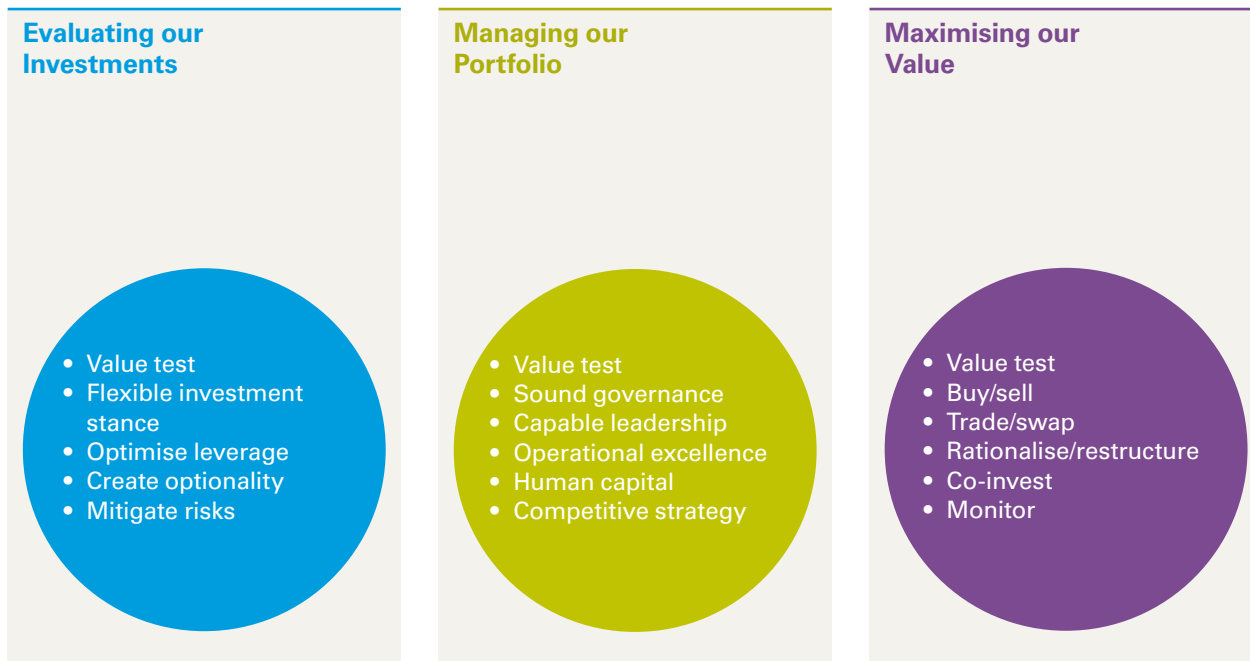 Evaluating our
Investments
• Value test
• Flexible investment
stance
• Optimise leverage
• Create optionality
• Mitigate risks
Managing our
Portfolio
• Value test
• Sound governance
• Capable leadership
• Operational excellence
• Human capital
• Competitive strategy
Maximising our
Value
• Value test
• Buy/sell
• Trade/swap
• Rationalise/restructure
• Co-invest
• Monitor